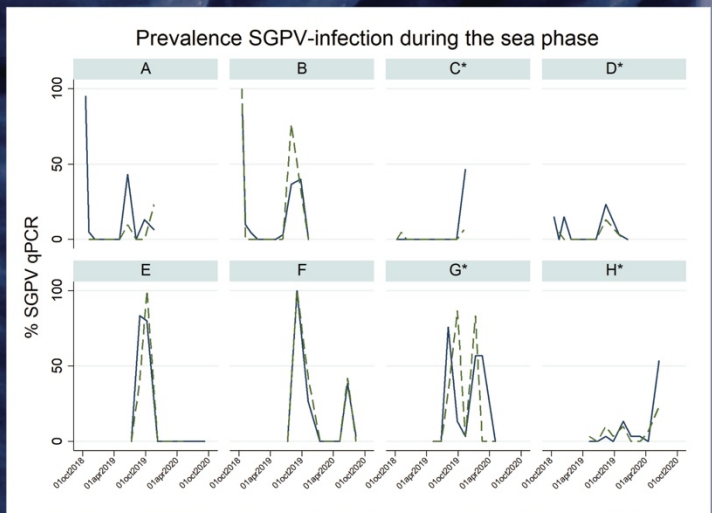 Prevalence SGPV-infection during the sea phase
A B C* D*
100
50
0
% SGPV qPCR
E F G* H*
100
50
0
01oct2018 01apr2019 01oct2019 01apr2020 01oct2020 01oct2018 01apr2019 01oct2019 01apr2020 01oct2020 01oct2018 01apr2019 01oct2019 01apr2020 01oct2020 01oct2018 01apr2019 01oct2019 01apr2020 01oct2020